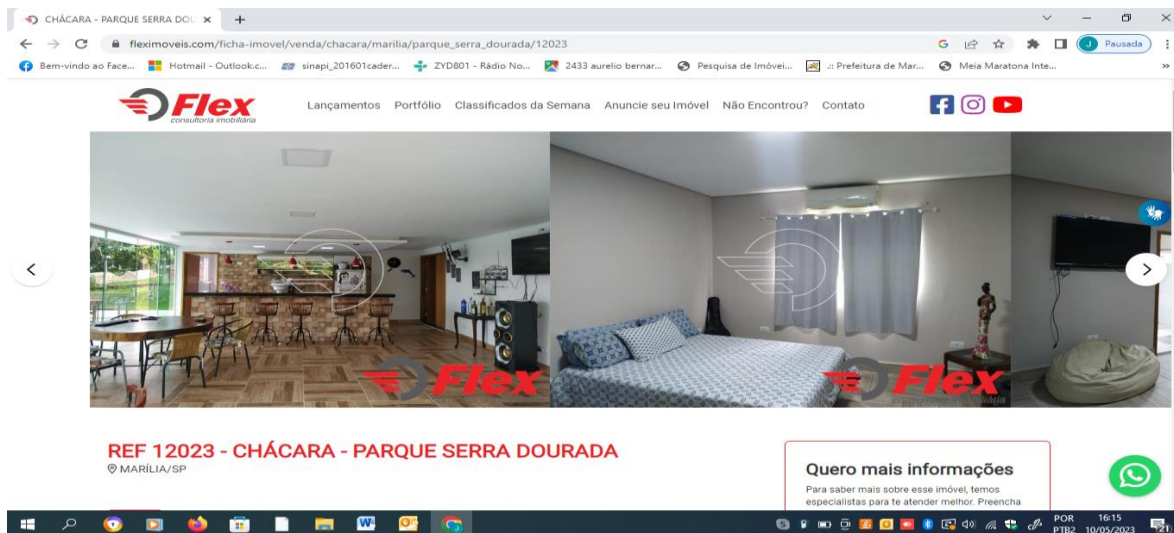 CHÁCARA - PARQUE SERRA DOU
fleximoveis.com/ficha-imovel/venda/chacara/marilia/parque_serra_dourada/12023
J Pausada
Bem-vindo ao Face... Hotmail - Outlook.c... sinapi_201601cader... ZYD801 - Rádio No... 2433 aurelio bernar... Pesquisa de Imóvei... .:: Prefeitura de Mar... Meia Maratona Inte...
Flex
consultoria imobiliária
Lançamentos Portfólio Classificados da Semana Anuncie seu Imóvel Não Encontrou? Contato
Flex
Flex
REF 12023 - CHÁCARA - PARQUE SERRA DOURADA
MARÍLIA/SP
Quero mais informações
Para saber mais sobre esse imóvel, temos
especialistas para te atender melhor. Preencha
POR
PTB2
16:15
10/05/2023
21